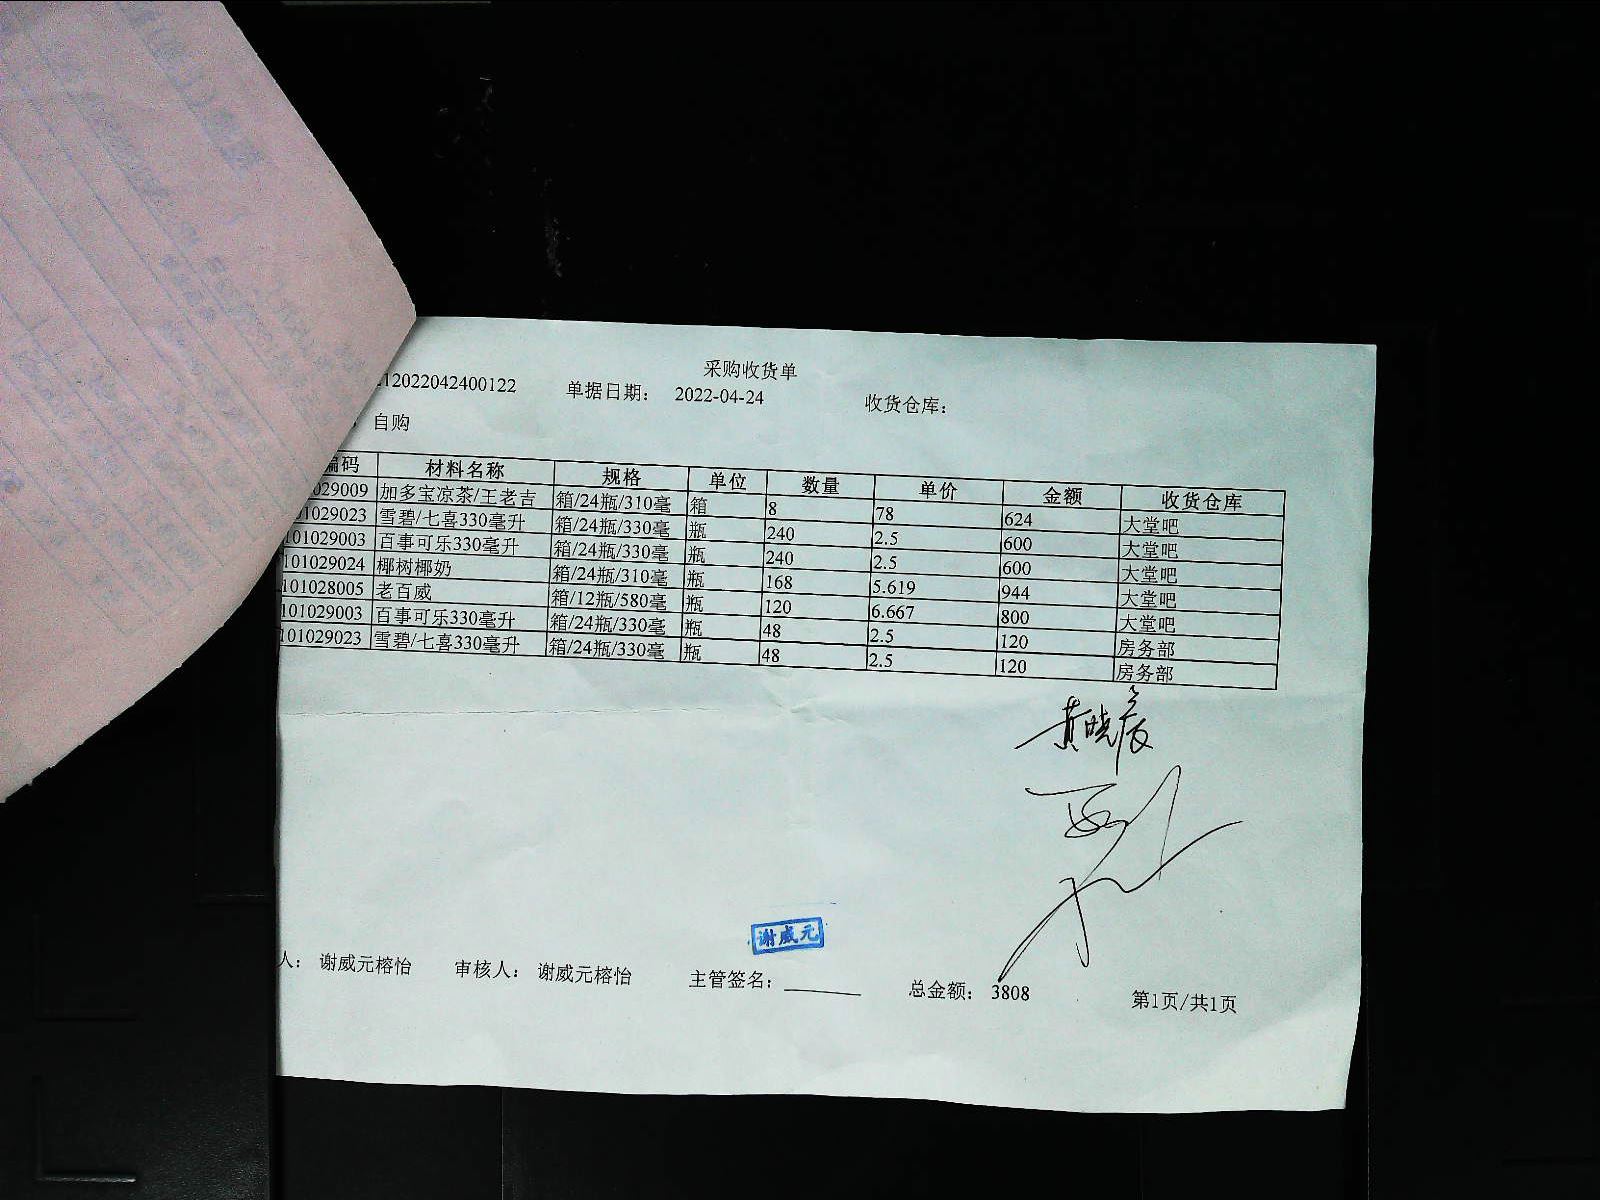 采购收货单
12022042400122 单据日期： 2022-04-24 收货仓库：
自购
编码 材料名称 规格 单位 数量 单价 金额 收货仓库
029009 加多宝凉茶/王老吉 箱/24瓶/310毫 箱 8 78 624 大堂吧
01029023 雪碧/七喜330毫升 箱/24瓶/330毫 瓶 240 2.5 600 大堂吧
101029003 百事可乐330毫升 箱/24瓶/330毫 瓶 240 2.5 600 大堂吧
101029024 椰树椰奶 箱/24瓶/310毫 瓶 168 5.619 944 大堂吧
101028005 老百威 箱/12瓶/580毫 瓶 120 6.667 800 大堂吧
101029003 百事可乐330毫升 箱/24瓶/330毫 瓶 48 2.5 120 房务部
101029023 雪碧/七喜330毫升 箱/24瓶/330毫 瓶 48 2.5 120 房务部
黄晓辰
谢威元
人： 谢威元榕怡 审核人： 谢威元榕怡 主管签名： 总金额： 3808 第1页/共1页